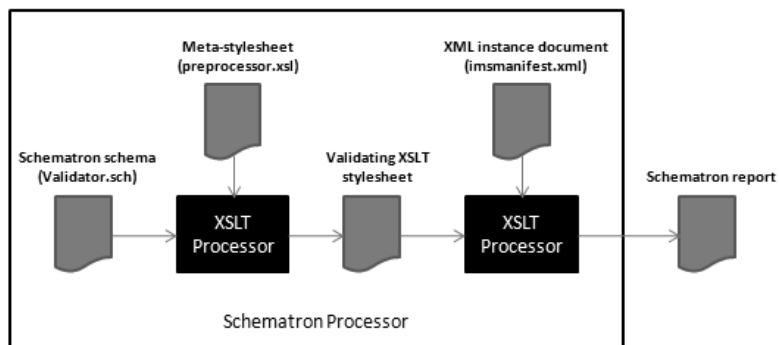 Meta-stylesheet
(preprocessor.xsl)
XML instance document
(imsmanifest.xml)
Schematron schema
(Validator.sch)
Validating XSLT
stylesheet
Schematron report
XSLT
Processor
XSLT
Processor
Schematron Processor